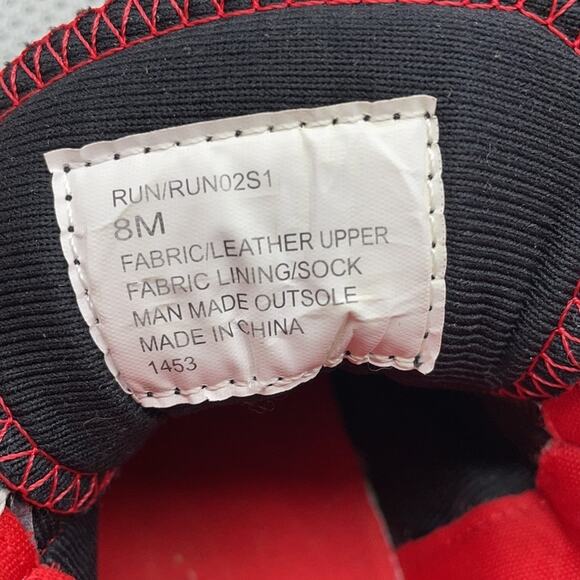 RUN/RUN02S1
8M
FABRIC/LEATHER UPPER
FABRIC LINING/SOCK
MAN MADE OUTSOLE
MADE IN CHINA
1453